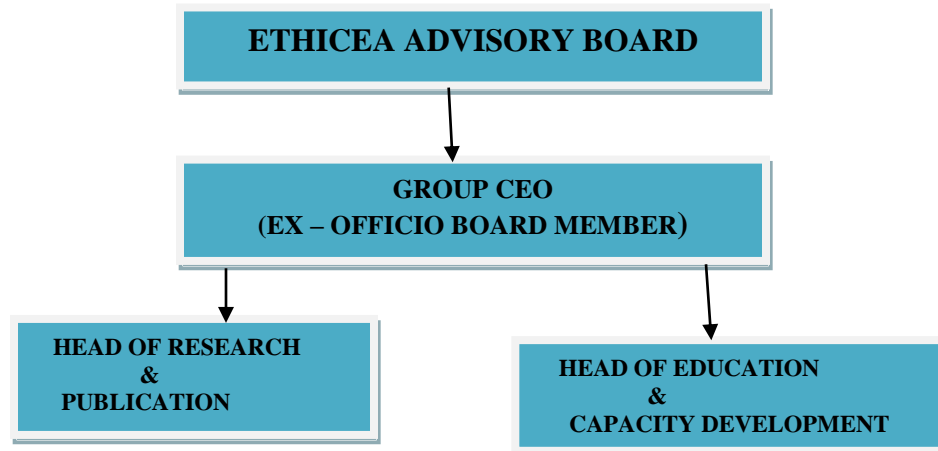 ETHICEA ADVISORY BOARD
GROUP CEO
(EX – OFFICIO BOARD MEMBER)
HEAD OF RESEARCH
&
PUBLICATION
HEAD OF EDUCATION
&
CAPACITY DEVELOPMENT